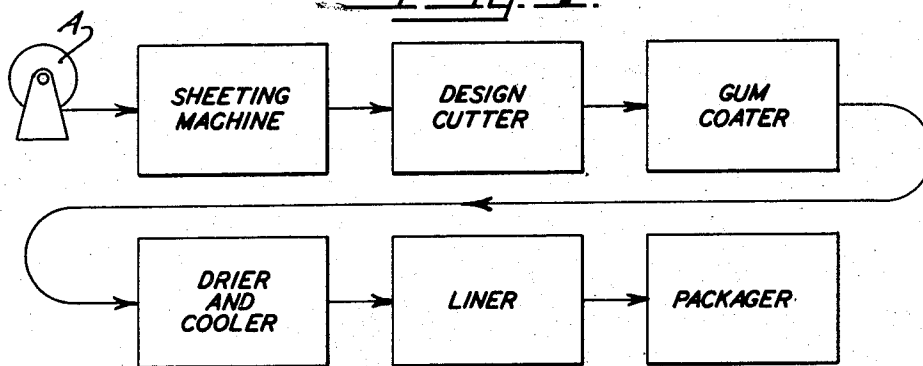 A
SHEETING
MACHINE
DESIGN
CUTTER
GUM
COATER
DRIER
AND
COOLER
LINER
PACKAGER